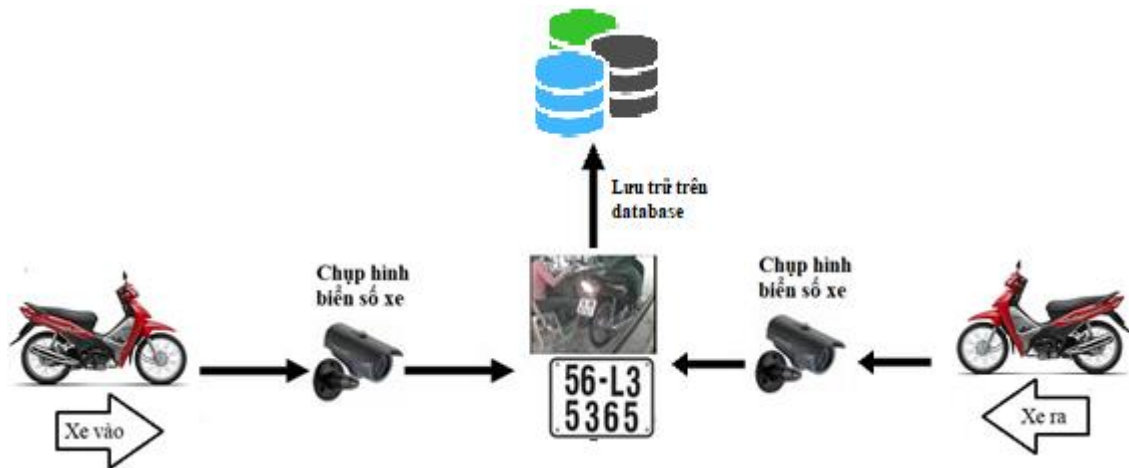 Lưu trữ trên
database
Chụp hình
biển số xe
Chụp hình
biển số xe
56-L3
5365
Xe vào
Xe ra